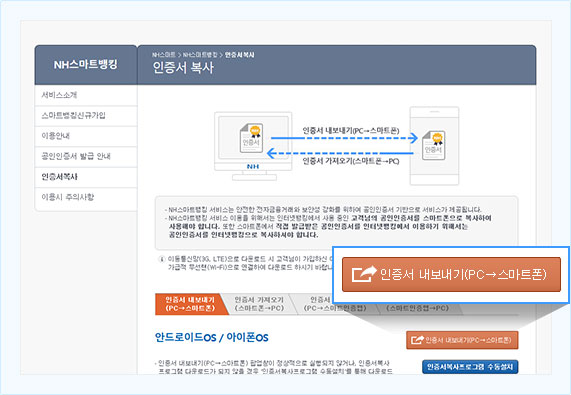 NH스마트뱅킹
NH스마트 > NH스마트뱅킹 > 인증서복사
인증서 복사
서비스소개
스마트뱅킹신규가입
이용안내
공인인증서 발급 안내
인증서복사
이용시 주의사항
인증서
NH
인증서 내보내기(PC→스마트폰)
인증서 가져오기(스마트폰→PC)
인증서
- NH스마트뱅킹 서비스는 안전한 전자금융거래와 보안성 강화를 위하여 공인인증서 기반으로 서비스가 제공됩니다.
- NH스마트뱅킹 서비스 이용을 위해서는 인터넷뱅킹에서 사용 중인 고객님의 공인인증서를 스마트폰으로 복사하여
사용해야 합니다. 또한 스마트폰에서 직접 발급받은 공인인증서를 인터넷뱅킹에서 이용하기 위해서는
공인인증서를 인터넷뱅킹으로 복사하셔야 합니다.
이동통신망(3G, LTE)으로 다운로드 시 고객님이 가입하신
가급적 무선랜(Wi-Fi)으로 연결하여 다운로드 하시기 바랍니다
인증서 내보내기(PC→스마트폰)
인증서 내보내기
(PC→스마트폰)
인증서 가져오기
(스마트폰→PC)
인증서
(PC→스마트인증앱)
(스마트인증앱→PC)
안드로이드OS / 아이폰OS
인증서 내보내기(PC→스마트폰)
- 인증서 내보내기(PC→스마트폰) 팝업창이 정상적으로 실행되지 않거나, 인증서복사
프로그램 다운로드가 되지 않을 경우 '인증서복사프로그램 수동설치'를 통해 다운로드
인증서복사프로그램 수동설치